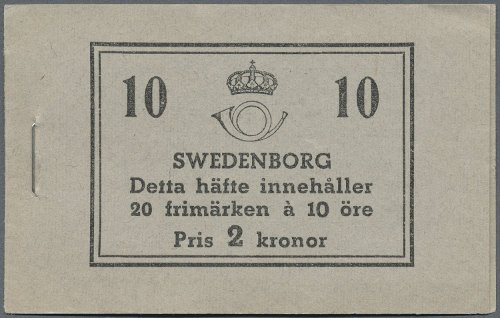 10 10
SWEDENBORG
Detta häfte innehåller
20 frimärken à 10 öre
Pris 2 kronor